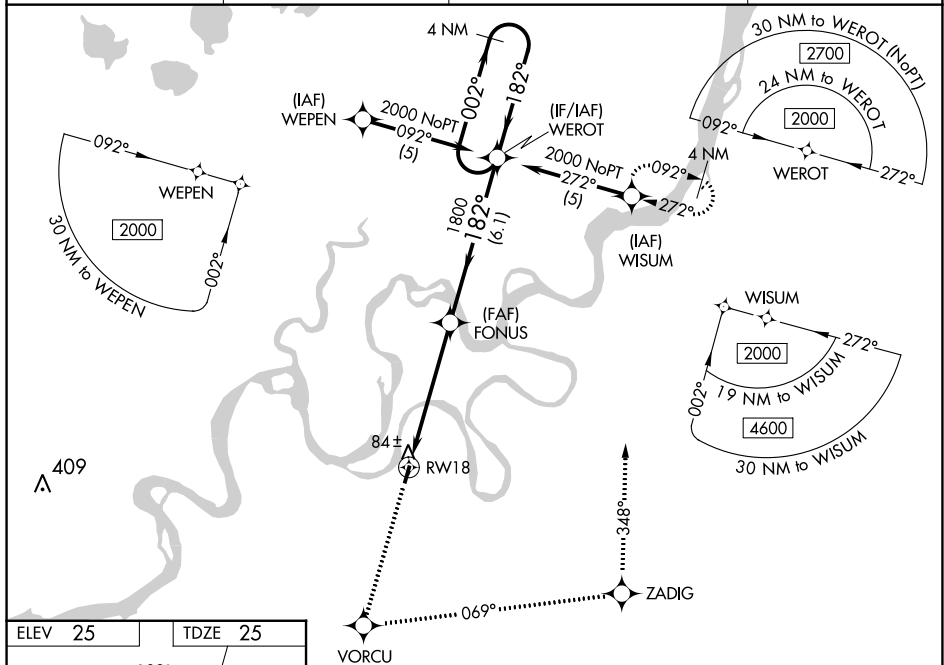 4 NM
002°
182°
(IAF)
WEPEN
2000 NoPT
092°
(5)
(IF/IAF)
WEROT
2000 NoPT
272°
(5)
092°
4 NM
272°
(IAF)
WISUM
30 NM to WEROT (NoPT)
2700
24 NM to WEROT
2000
092°
WEROT
272°
092°
WEPEN
2000
002°
30 NM to WEPEN
1800
182°
(6.1)
(FAF)
FONUS
WISUM
272°
2000
19 NM to WISUM
002°
4600
30 NM to WISUM
84±
RW18
409
348°
ZADIG
069°
VORCU
ELEV 25
TDZE 25